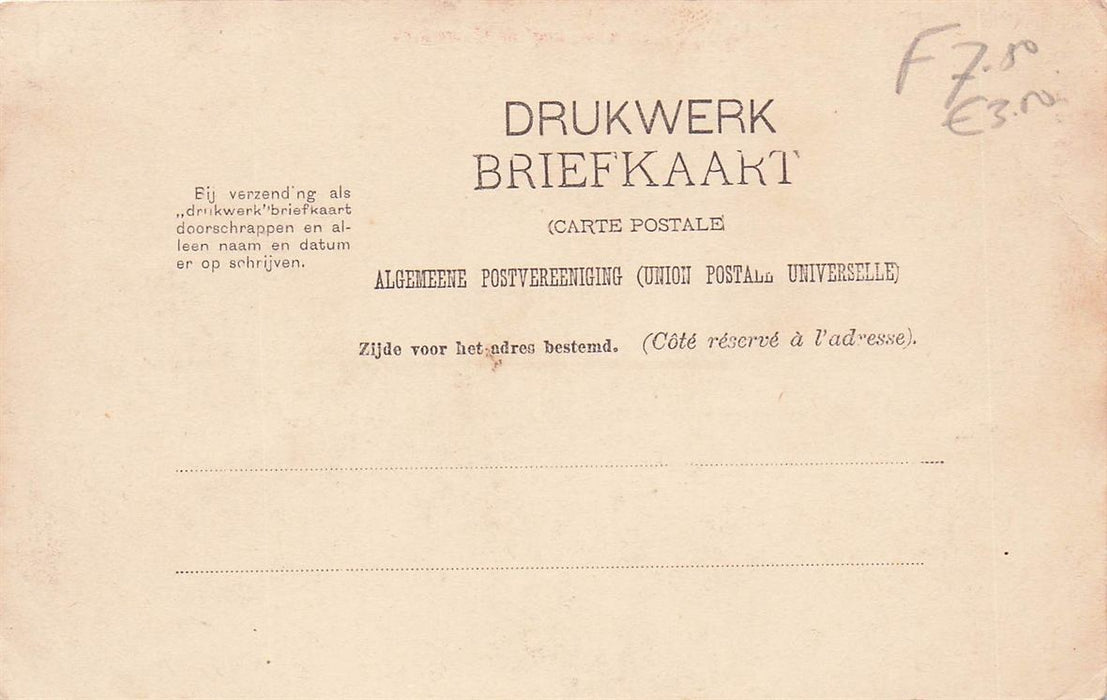 F 7.50
€3.50
DRUKWERK
BRIEFKAART
(CARTE POSTALE
Bij verzending als
„drukwerk” briefkaart
doorschrappen en al-
leen naam en datum
er op schrijven.
ALGEMEENE POSTVEREENIGING (UNION POSTALE UNIVERSELLE)
Zijde voor het adres bestemd. (Côté réservé à l'adresse).